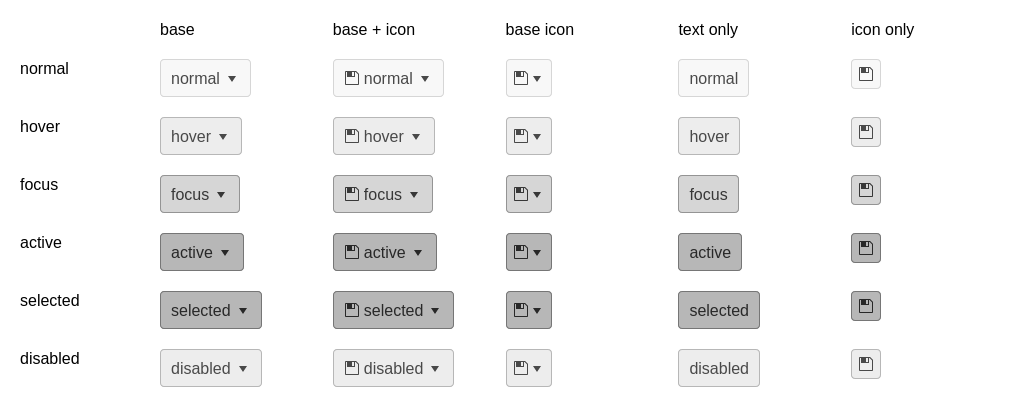 base base + icon base icon text only icon only
normal normal normal normal
hover hover hover hover
focus focus focus focus
active active active active
selected selected selected selected
disabled disabled disabled disabled